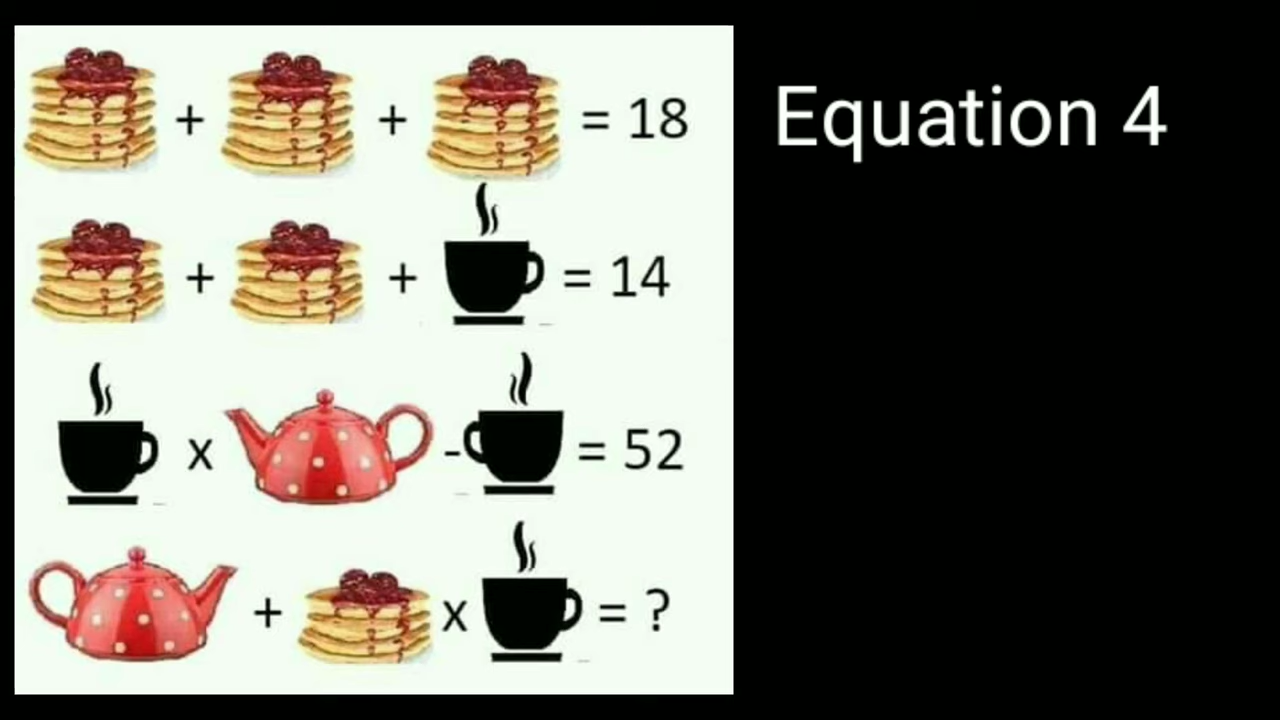 + + = 18
+ + = 14
x - = 52
+ x = ?
Equation 4